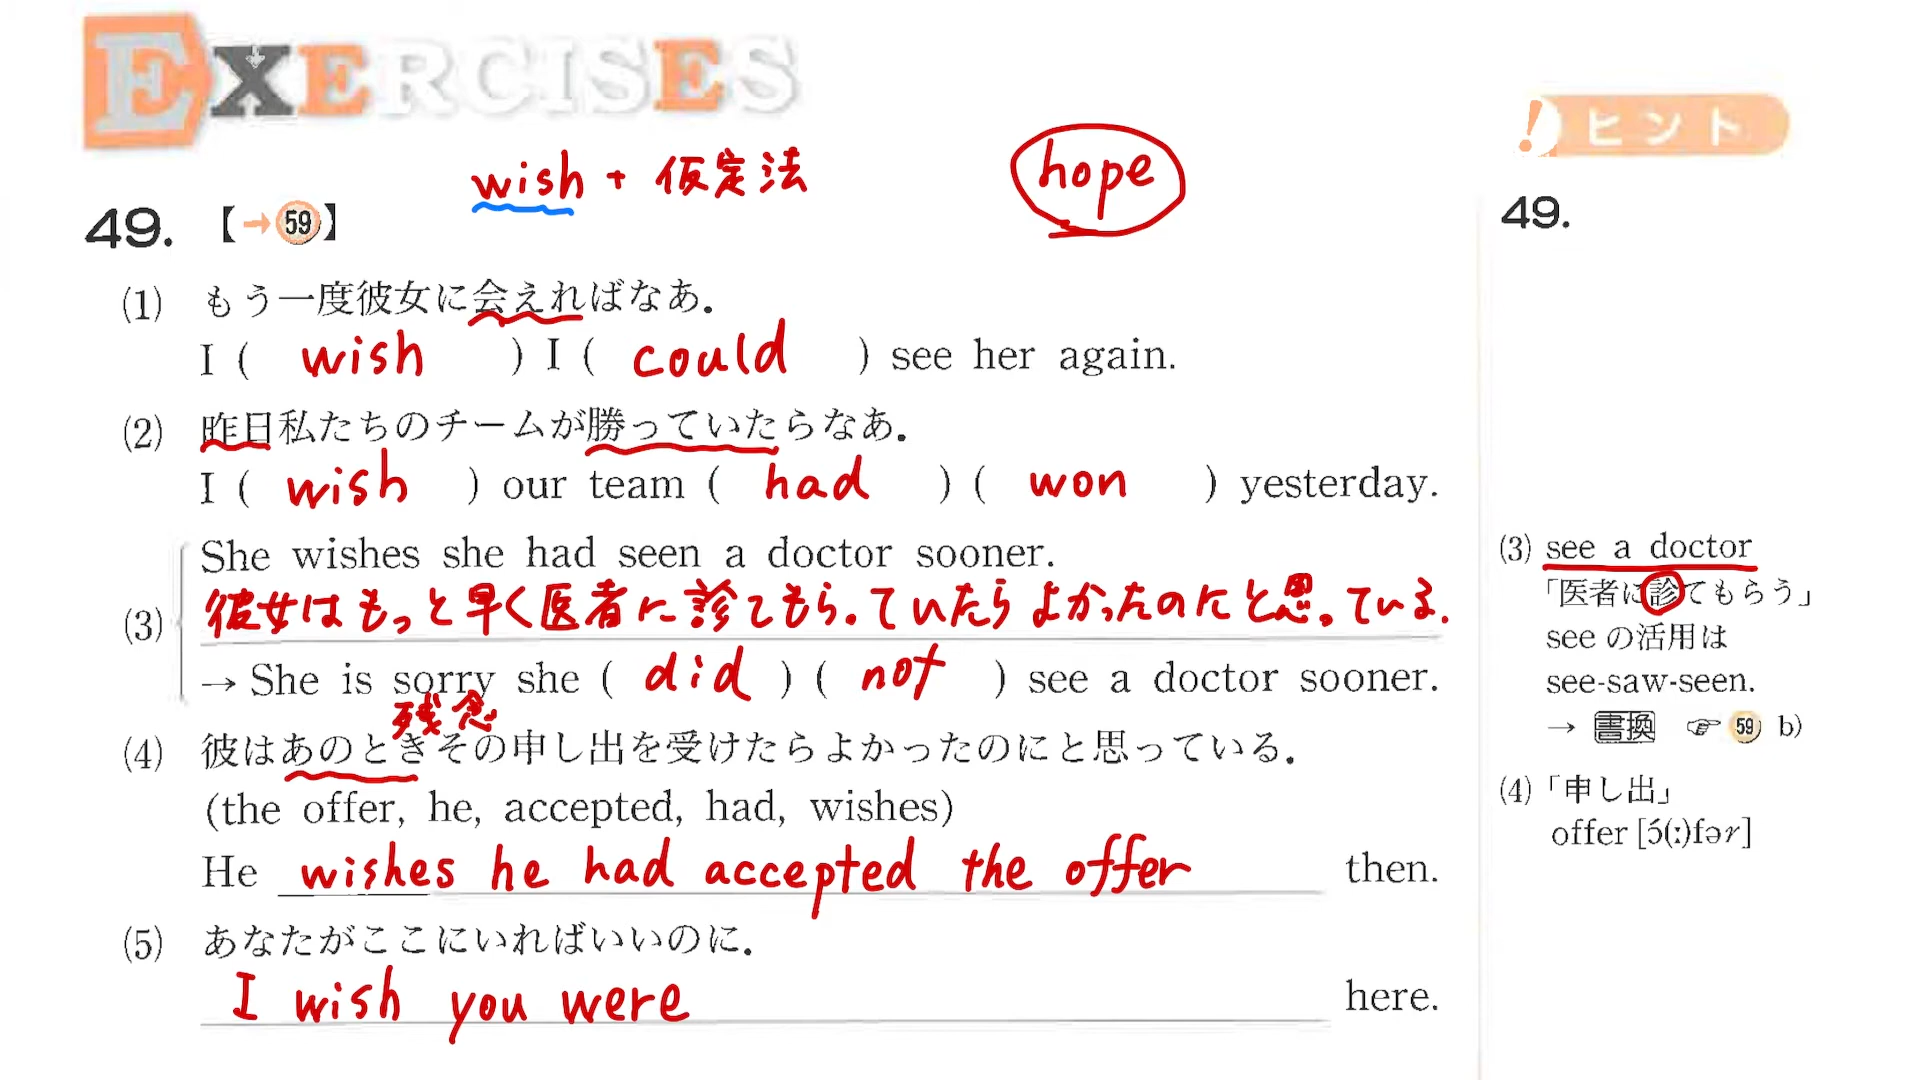 EXERCISES
! ヒント
wish + 仮定法
hope
49. 【→59】
(1) もう一度彼女に会えればなあ.
I ( wish ) I ( could ) see her again.
(2) 昨日私たちのチームが勝っていたらなあ.
I ( wish ) our team ( had ) ( won ) yesterday.
She wishes she had seen a doctor sooner.
(3) 彼女はもっと早く医者に診てもらっていたらよかったのにと思っている.
→ She is sorry she ( did ) ( not ) see a doctor sooner.
残念
(4) 彼はあのときその申し出を受けたらよかったのにと思っている.
(the offer, he, accepted, had, wishes)
He wishes he had accepted the offer then.
(5) あなたがここにいればいいのに.
I wish you were here.
49.
(3) see a doctor
「医者に診てもらう」
see の活用は
see-saw-seen.
→ 書換 ☞ 59 b)
(4)「申し出」
offer [ɔ́(ː)fər]